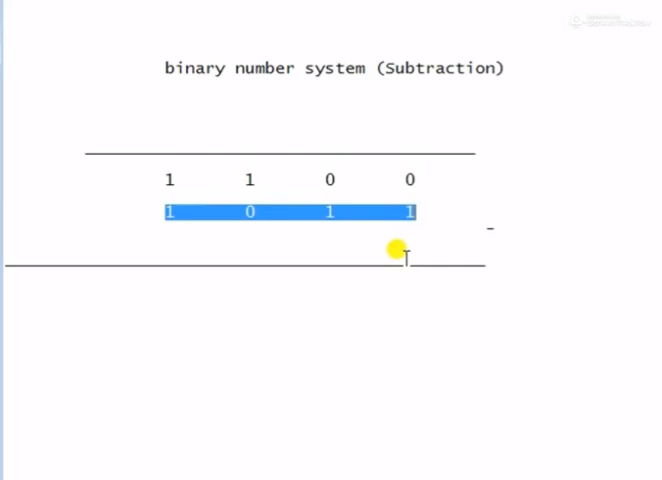 binary number system (Subtraction)
1 1 0 0
1 0 1 1
-